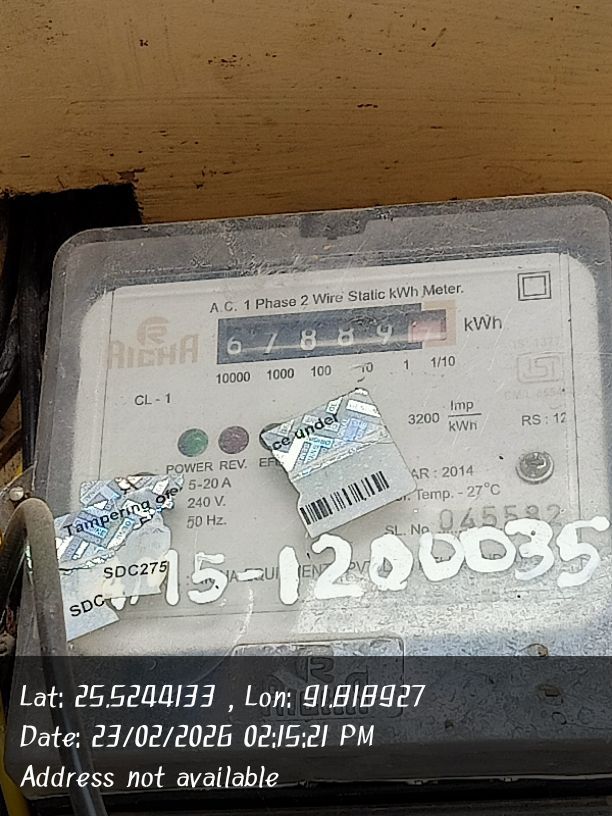 A.C. 1 Phase 2 Wire Static kWh Meter.
RICHA
6 7 8 8 9
kWh
10000 1000 100 10 1 1/10
CL - 1
3200 Imp/kWh
RS : 12
POWER REV.
ce under
5-20 A
240 V.
50 Hz.
AR : 2014
Temp. - 27°C
SL. No. 045582
Tampering
SDC275
SDC
15-1200035
Lat: 25.5244133 , Lon: 91.818927
Date: 23/02/2026 02:15:21 PM
Address not available